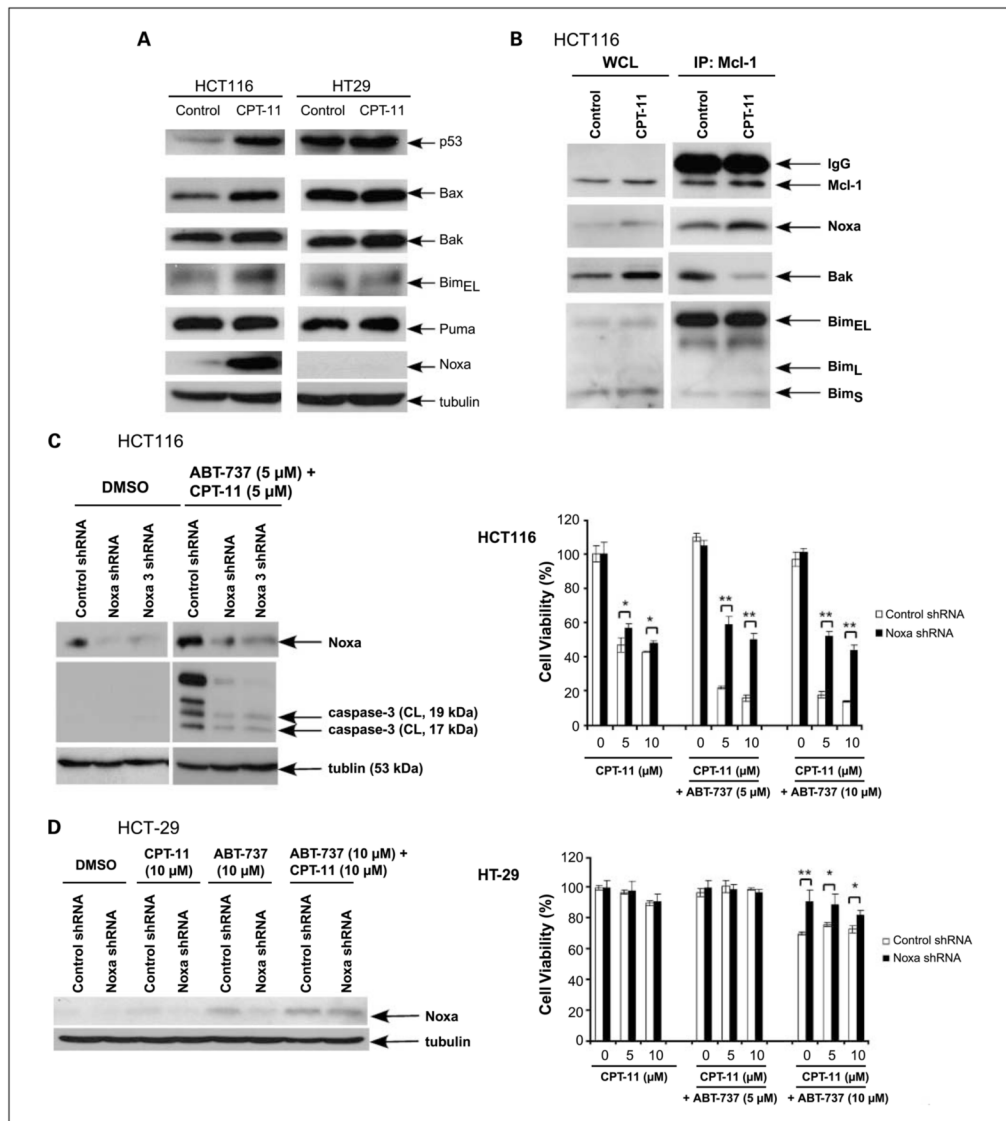 A
HCT116 HT29
Control CPT-11 Control CPT-11
p53
Bax
Bak
BimEL
Puma
Noxa
tubulin
B HCT116
WCL IP: Mcl-1
Control CPT-11 Control CPT-11
IgG
Mcl-1
Noxa
Bak
BimEL
BimL
BimS
C HCT116
DMSO
ABT-737 (5 µM) +
CPT-11 (5 µM)
Control shRNA Noxa shRNA Noxa 3 shRNA Control shRNA Noxa shRNA Noxa 3 shRNA
Noxa
caspase-3 (CL, 19 kDa)
caspase-3 (CL, 17 kDa)
tublin (53 kDa)
HCT116
Cell Viability (%)
120
100
80
60
40
20
0
* * ** ** ** **
Control shRNA
Noxa shRNA
0 5 10 0 5 10 0 5 10
CPT-11 (µM) CPT-11 (µM) CPT-11 (µM)
+ ABT-737 (5 µM) + ABT-737 (10 µM)
D HCT-29
DMSO
CPT-11
(10 µM)
ABT-737
(10 µM)
ABT-737 (10 µM) +
CPT-11 (10 µM)
Control shRNA Noxa shRNA Control shRNA Noxa shRNA Control shRNA Noxa shRNA Control shRNA Noxa shRNA
Noxa
tubulin
HT-29
Cell Viability (%)
120
100
80
60
40
20
0
** * *
Control shRNA
Noxa shRNA
0 5 10 0 5 10 0 5 10
CPT-11 (µM) CPT-11 (µM) CPT-11 (µM)
+ ABT-737 (5 µM) + ABT-737 (10 µM)